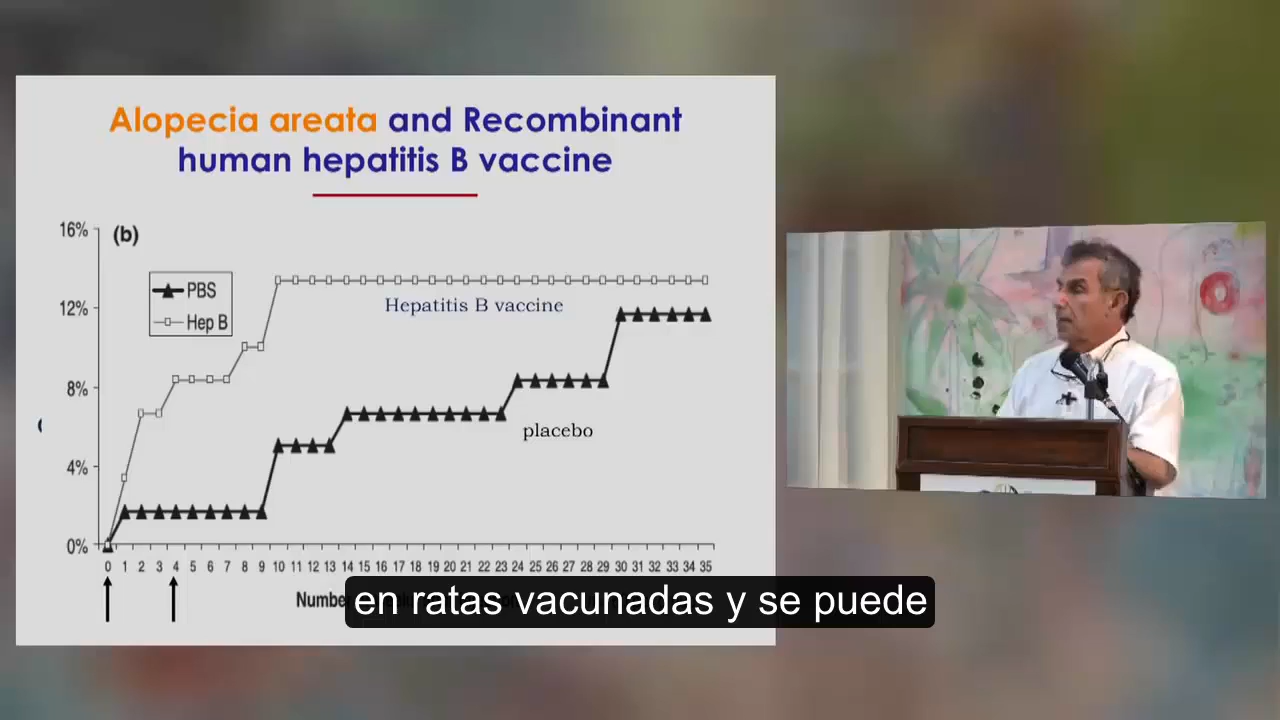 Alopecia areata and Recombinant
human hepatitis B vaccine
16%
(b)
PBS
Hep B
Hepatitis B vaccine
12%
8%
placebo
4%
0%
0 1 2 3 4 5 6 7 8 9 10 11 12 13 14 15 16 17 18 19 20 21 22 23 24 25 26 27 28 29 30 31 32 33 34 35
Number
en ratas vacunadas y se puede